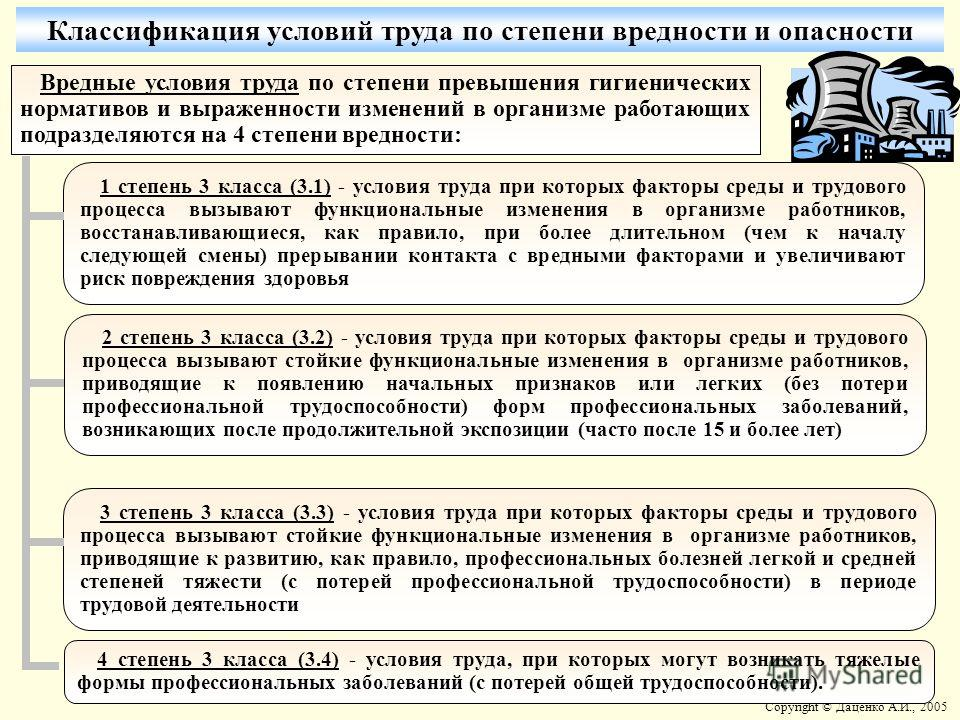 Классификация условий труда по степени вредности и опасности
Вредные условия труда по степени превышения гигиенических
нормативов и выраженности изменений в организме работающих
подразделяются на 4 степени вредности:
1 степень 3 класса (3.1) - условия труда при которых факторы среды и трудового
процесса вызывают функциональные изменения в организме работников,
восстанавливающиеся, как правило, при более длительном (чем к началу
следующей смены) прерывании контакта с вредными факторами и увеличивают
риск повреждения здоровья
2 степень 3 класса (3.2) - условия труда при которых факторы среды и трудового
процесса вызывают стойкие функциональные изменения в организме работников,
приводящие к появлению начальных признаков или легких (без потери
профессиональной трудоспособности) форм профессиональных заболеваний,
возникающих после продолжительной экспозиции (часто после 15 и более лет)
3 степень 3 класса (3.3) - условия труда при которых факторы среды и трудового
процесса вызывают стойкие функциональные изменения в организме работников,
приводящие к развитию, как правило, профессиональных болезней легкой и средней
степеней тяжести (с потерей профессиональной трудоспособности) в периоде
трудовой деятельности
4 степень 3 класса (3.4) - условия труда, при которых могут возникать тяжелые
формы профессиональных заболеваний (с потерей общей трудоспособности).
MyShared
Copyright © Даценко А.И., 2005